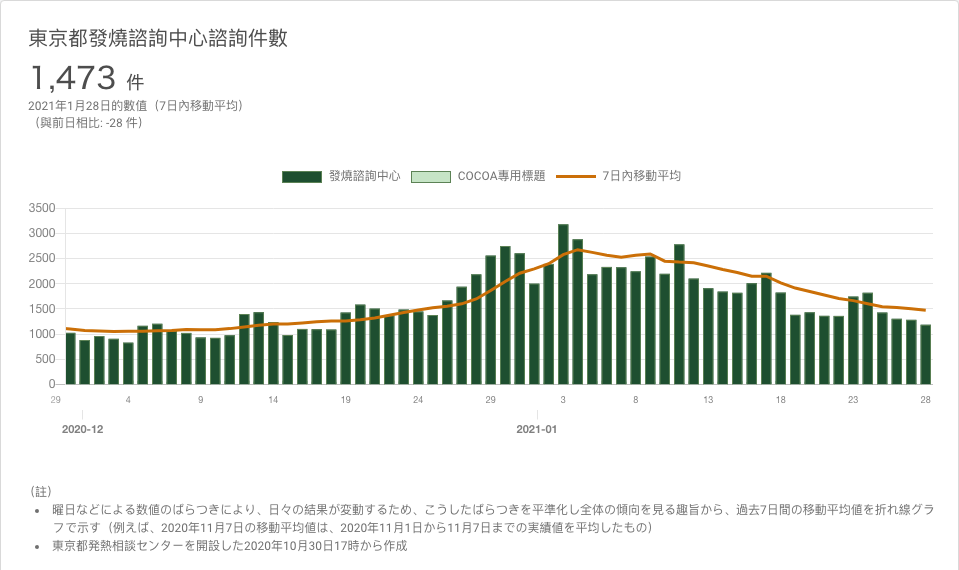 東京都發燒諮詢中心諮詢件數
1,473 件
2021年1月28日的數值（7日內移動平均）
（與前日相比: -28 件）
發燒諮詢中心 COCOA專用標題 7日內移動平均
3500
3000
2500
2000
1500
1000
500
0
29 4 9 14 19 24 29 3 8 13 18 23 28
2020-12 2021-01
（註）
• 曜日などによる数値のばらつきにより、日々の結果が変動するため、こうしたばらつきを平準化し全体の傾向を見る趣旨から、過去7日間の移動平均値を折れ線グラ
フで示す（例えば、2020年11月7日の移動平均値は、2020年11月1日から11月7日までの実績値を平均したもの）
• 東京都発熱相談センターを開設した2020年10月30日17時から作成